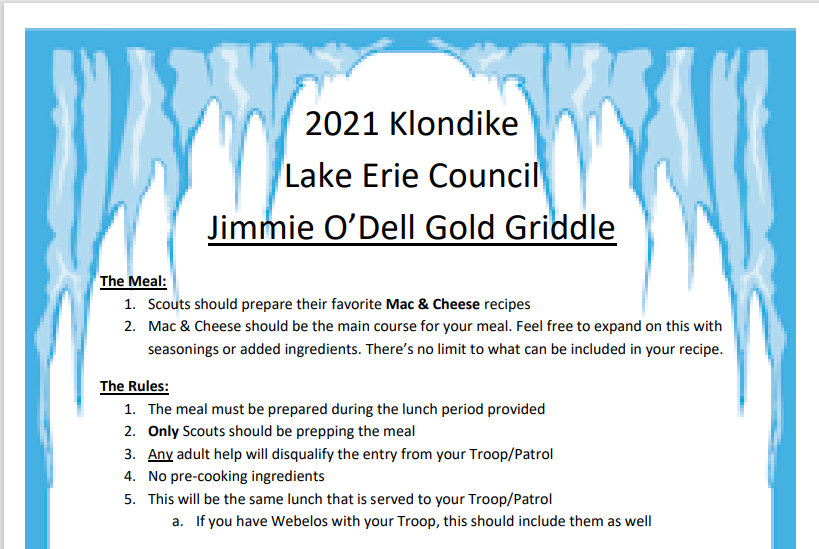 2021 Klondike
Lake Erie Council
Jimmie O’Dell Gold Griddle
The Meal:
1. Scouts should prepare their favorite Mac & Cheese recipes
2. Mac & Cheese should be the main course for your meal. Feel free to expand on this with
seasonings or added ingredients. There’s no limit to what can be included in your recipe.
The Rules:
1. The meal must be prepared during the lunch period provided
2. Only Scouts should be prepping the meal
3. Any adult help will disqualify the entry from your Troop/Patrol
4. No pre-cooking ingredients
5. This will be the same lunch that is served to your Troop/Patrol
a. If you have Webelos with your Troop, this should include them as well